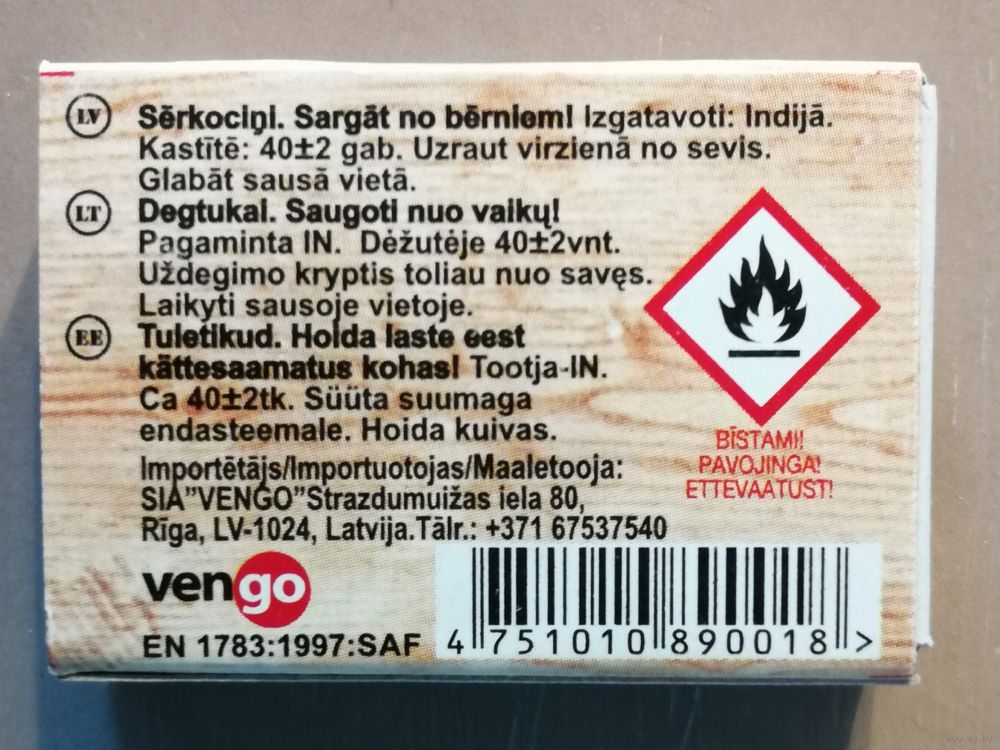 LV Sērkociņi. Sargāt no bērniem! Izgatavoti: Indijā.
Kastītē: 40±2 gab. Uzraut virzienā no sevis.
Glabāt sausā vietā.
LT Degtukai. Saugoti nuo vaikų!
Pagaminta IN. Dėžutėje 40±2vnt.
Uždegimo kryptis toliau nuo savęs.
Laikyti sausoje vietoje.
EE Tuletikud. Hoida laste eest
kättesaamatus kohas! Tootja-IN.
Ca 40±2tk. Süüta suumaga
endasteemale. Hoida kuivas.
BĪSTAMI!
PAVOJINGA!
ETTEVAATUST!
Importētājs/Importuotojas/Maaletooja:
SIA"VENGO"Strazdumuižas iela 80,
Rīga, LV-1024, Latvija.Tālr.: +371 67537540
vengo
EN 1783:1997:SAF
4 751010 890018 >
www.ay.by